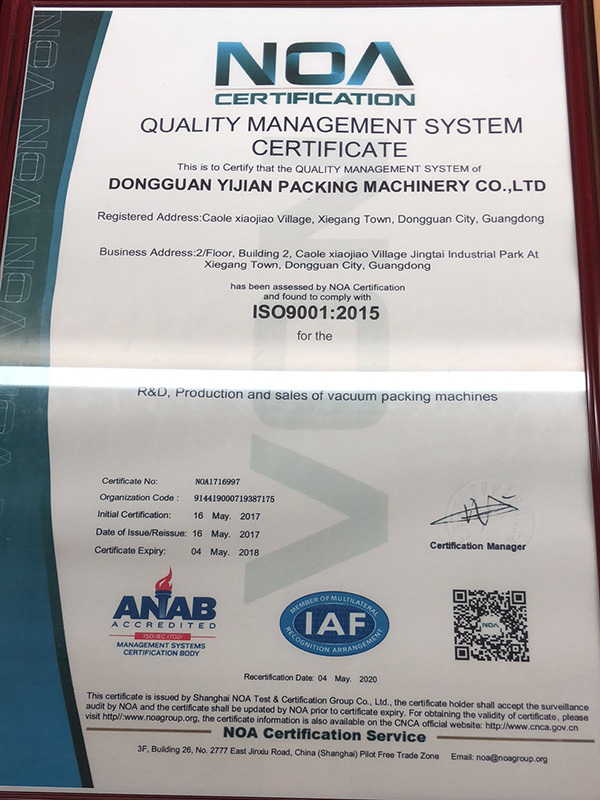 NOA
CERTIFICATION
QUALITY MANAGEMENT SYSTEM
CERTIFICATE
This is to Certify that the QUALITY MANAGEMENT SYSTEM of
DONGGUAN YIJIAN PACKING MACHINERY CO.,LTD
Registered Address:Caole xiaojiao Village, Xiegang Town, Dongguan City, Guangdong
Business Address:2/Floor, Building 2, Caole xiaojiao Village Jingtai Industrial Park At
Xiegang Town, Dongguan City, Guangdong
has been assessed by NOA Certification
and found to comply with
ISO9001:2015
for the
R&D, Production and sales of vacuum packing machines
Certificate No: NOA1716997
Organization Code : 914419000719387175
Initial Certification: 16 May. 2017
Date of Issue/Reissue: 16 May. 2017
Certificate Expiry: 04 May. 2018
Certification Manager
ANAB
ACCREDITED
ISO/IEC 17021
MANAGEMENT SYSTEMS
CERTIFICATION BODY
MEMBER OF MULTILATERAL
IAF
RECOGNITION ARRANGEMENT
NOA
Recertification Date: 04 May. 2020
This certificate is issued by Shanghai NOA Test & Certification Group Co., Ltd., the certificate holder shall accept the surveillance
audit by NOA and the certificate shall be updated by NOA prior to certificate expiry. For obtaining the validity of certificate, please
visit http//:www.noagroup.org, the certificate information is also available on the CNCA official website: http://www.cnca.gov.cn
NOA Certification Service
3F, Building 26, No. 2777 East Jinxiu Road, China (Shanghai) Pilot Free Trade Zone Email: noa@noagroup.org